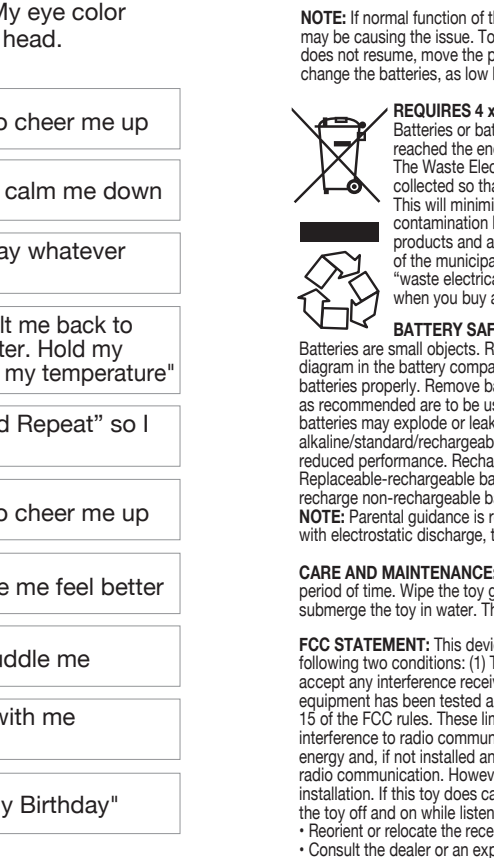 My eye color
head.
o cheer me up
calm me down
ay whatever
lt me back to
ter. Hold my
my temperature"
d Repeat” so I
o cheer me up
e me feel better
uddle me
with me
y Birthday"
NOTE: If normal function of t
may be causing the issue. To
does not resume, move the p
change the batteries, as low
REQUIRES 4 x
Batteries or bat
reached the en
The Waste Elec
collected so tha
This will minimi
contamination
products and a
of the municipa
“waste electrica
when you buy a
BATTERY SAF
Batteries are small objects. R
diagram in the battery compa
batteries properly. Remove ba
as recommended are to be us
batteries may explode or leak
alkaline/standard/rechargeab
reduced performance. Recha
Replaceable-rechargeable ba
recharge non-rechargeable ba
NOTE: Parental guidance is r
with electrostatic discharge, t
CARE AND MAINTENANCE:
period of time. Wipe the toy g
submerge the toy in water. Th
FCC STATEMENT: This devi
following two conditions: (1) T
accept any interference recei
equipment has been tested a
15 of the FCC rules. These lim
interference to radio commun
energy and, if not installed an
radio communication. Howev
installation. If this toy does ca
the toy off and on while listen
• Reorient or relocate the rece
• Consult the dealer or an exp